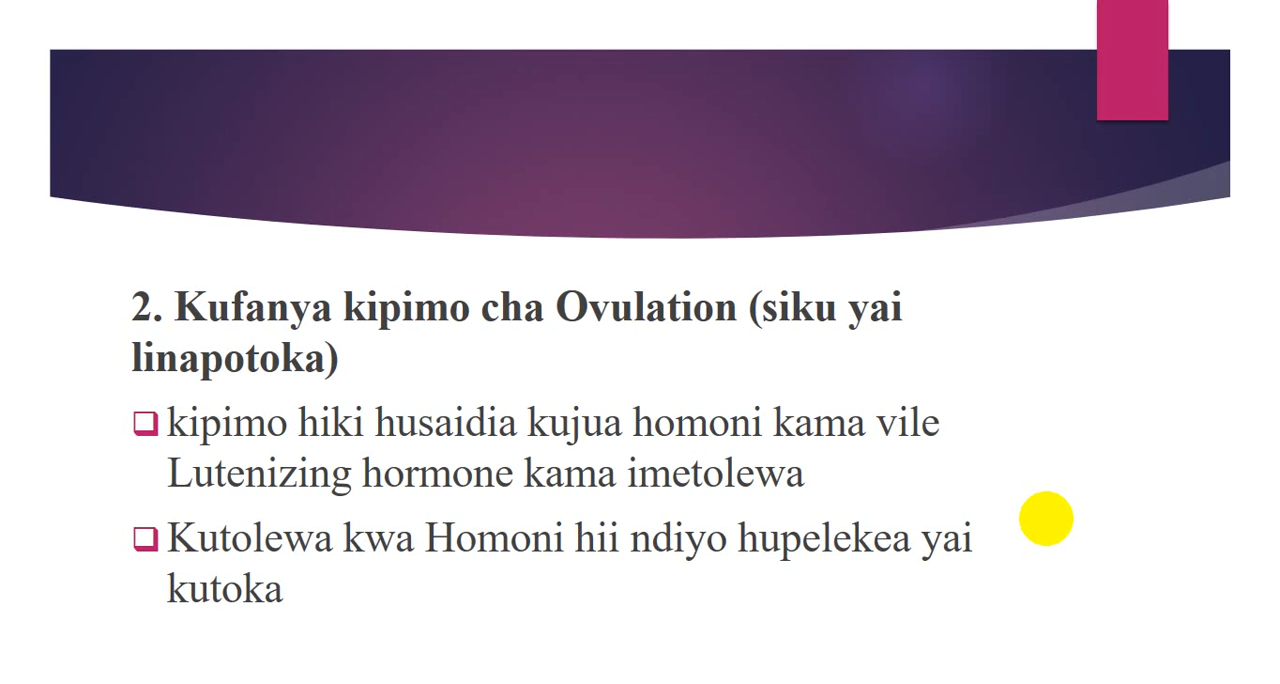 2. Kufanya kipimo cha Ovulation (siku yai
linapotoka)
kipimo hiki husaidia kujua homoni kama vile
Lutenizing hormone kama imetolewa
Kutolewa kwa Homoni hii ndiyo hupelekea yai
kutoka